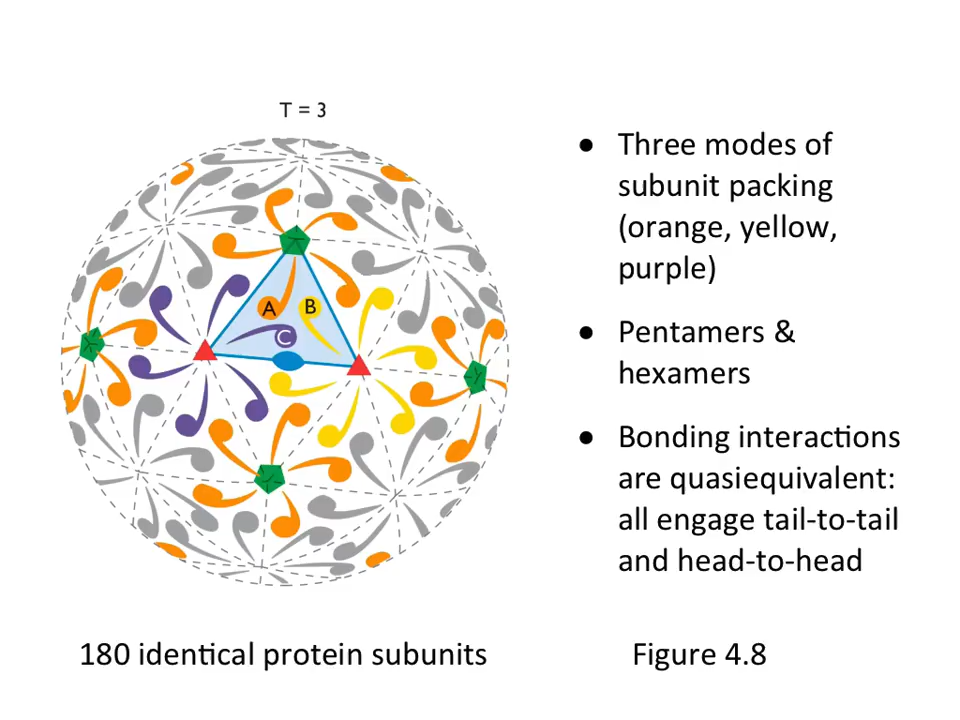 T = 3
A
B
C
● Three modes of
subunit packing
(orange, yellow,
purple)
● Pentamers &
hexamers
● Bonding interactions
are quasiequivalent:
all engage tail-to-tail
and head-to-head
180 identical protein subunits
Figure 4.8